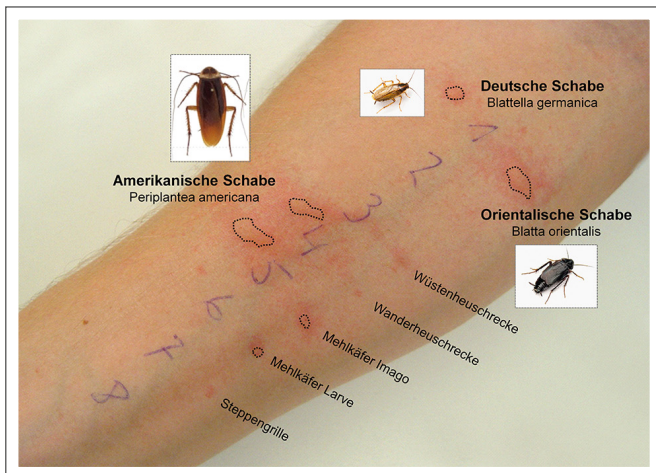 Deutsche Schabe
Blattella germanica
1
2
Amerikanische Schabe
Periplantea americana
3
Orientalische Schabe
Blatta orientalis
4
5
Wüstenheuschrecke
6
Wanderheuschrecke
7
Mehlkäfer Imago
8
Mehlkäfer Larve
Steppengrille